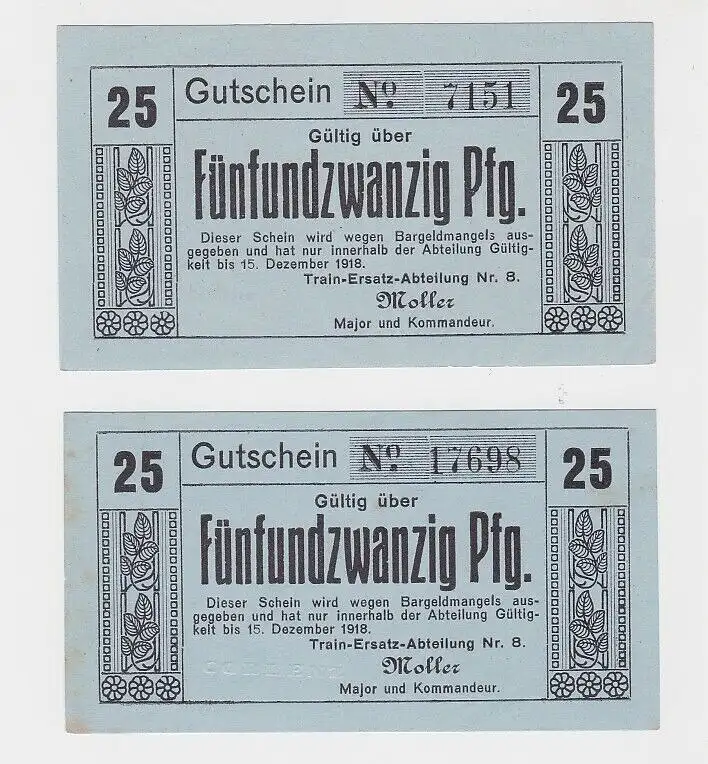 25 Gutschein No. 7151 25
Gültig über
Fünfundzwanzig Pfg.
Dieser Schein wird wegen Bargeldmangels aus-
gegeben und hat nur innerhalb der Abteilung Gültig-
keit bis 15. Dezember 1918.
Train-Ersatz-Abteilung Nr. 8.
Moller
Major und Kommandeur.
25 Gutschein No. 17698 25
Gültig über
Fünfundzwanzig Pfg.
Dieser Schein wird wegen Bargeldmangels aus-
gegeben und hat nur innerhalb der Abteilung Gültig-
keit bis 15. Dezember 1918.
Train-Ersatz-Abteilung Nr. 8.
Moller
Major und Kommandeur.